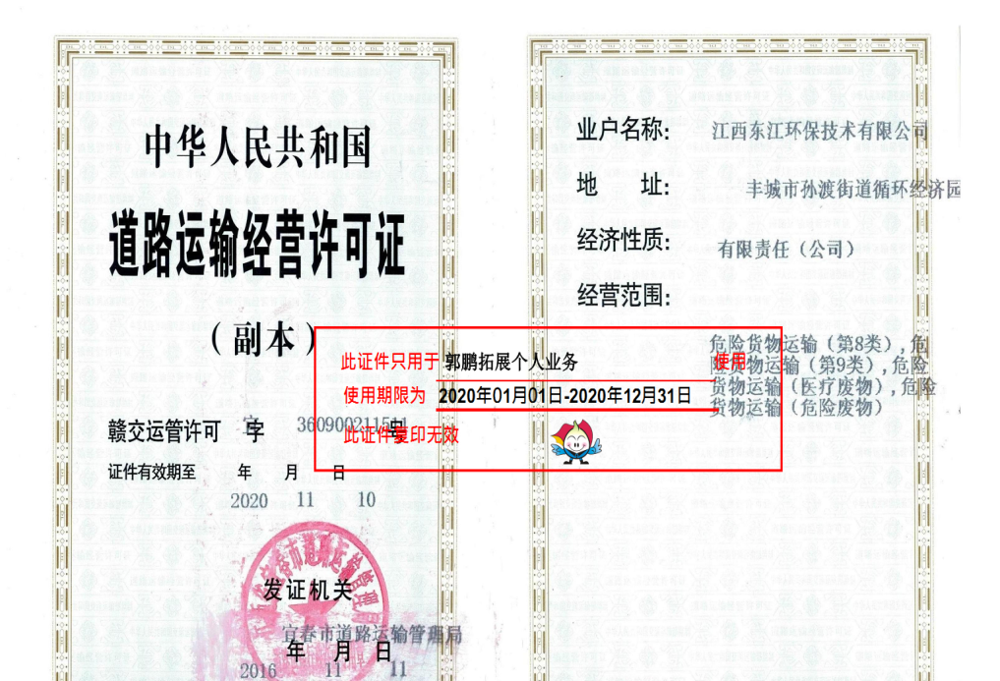 中华人民共和国
道路运输经营许可证
（副本）
赣交运管许可 宜 字 360900211511 号
证件有效期至 年 月 日
2020 11 10
发证机关
宜春市道路运输管理局
年 月 日
2016 11 11
业户名称: 江西东江环保技术有限公司
地 址: 丰城市孙渡街道循环经济园
经济性质: 有限责任（公司）
经营范围:
危险货物运输（第8类）,危
险货物运输（第9类）,危险
货物运输（医疗废物）,危险
货物运输（危险废物）
此证件只用于 郭鹏拓展个人业务 使用
使用期限为 2020年01月01日-2020年12月31日
此证件复印无效